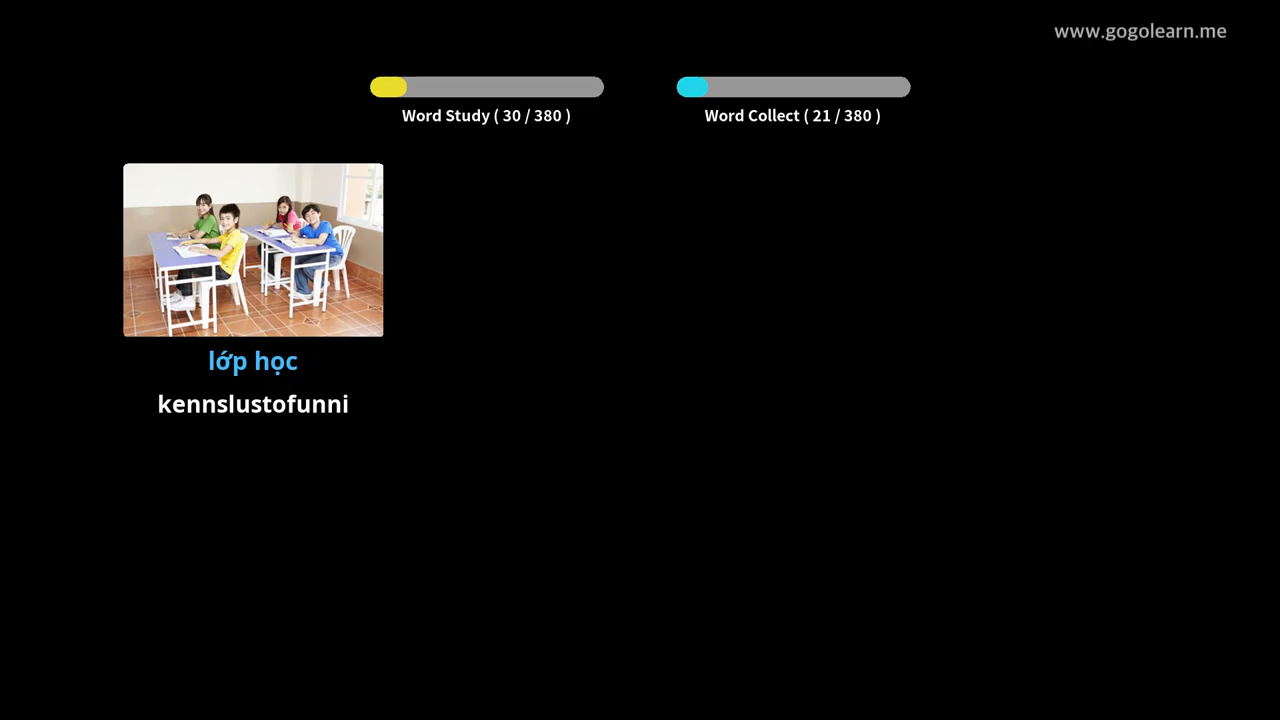 www.gogolearn.me
Word Study ( 30 / 380 )
Word Collect ( 21 / 380 )
lớp học
kennslustofunni